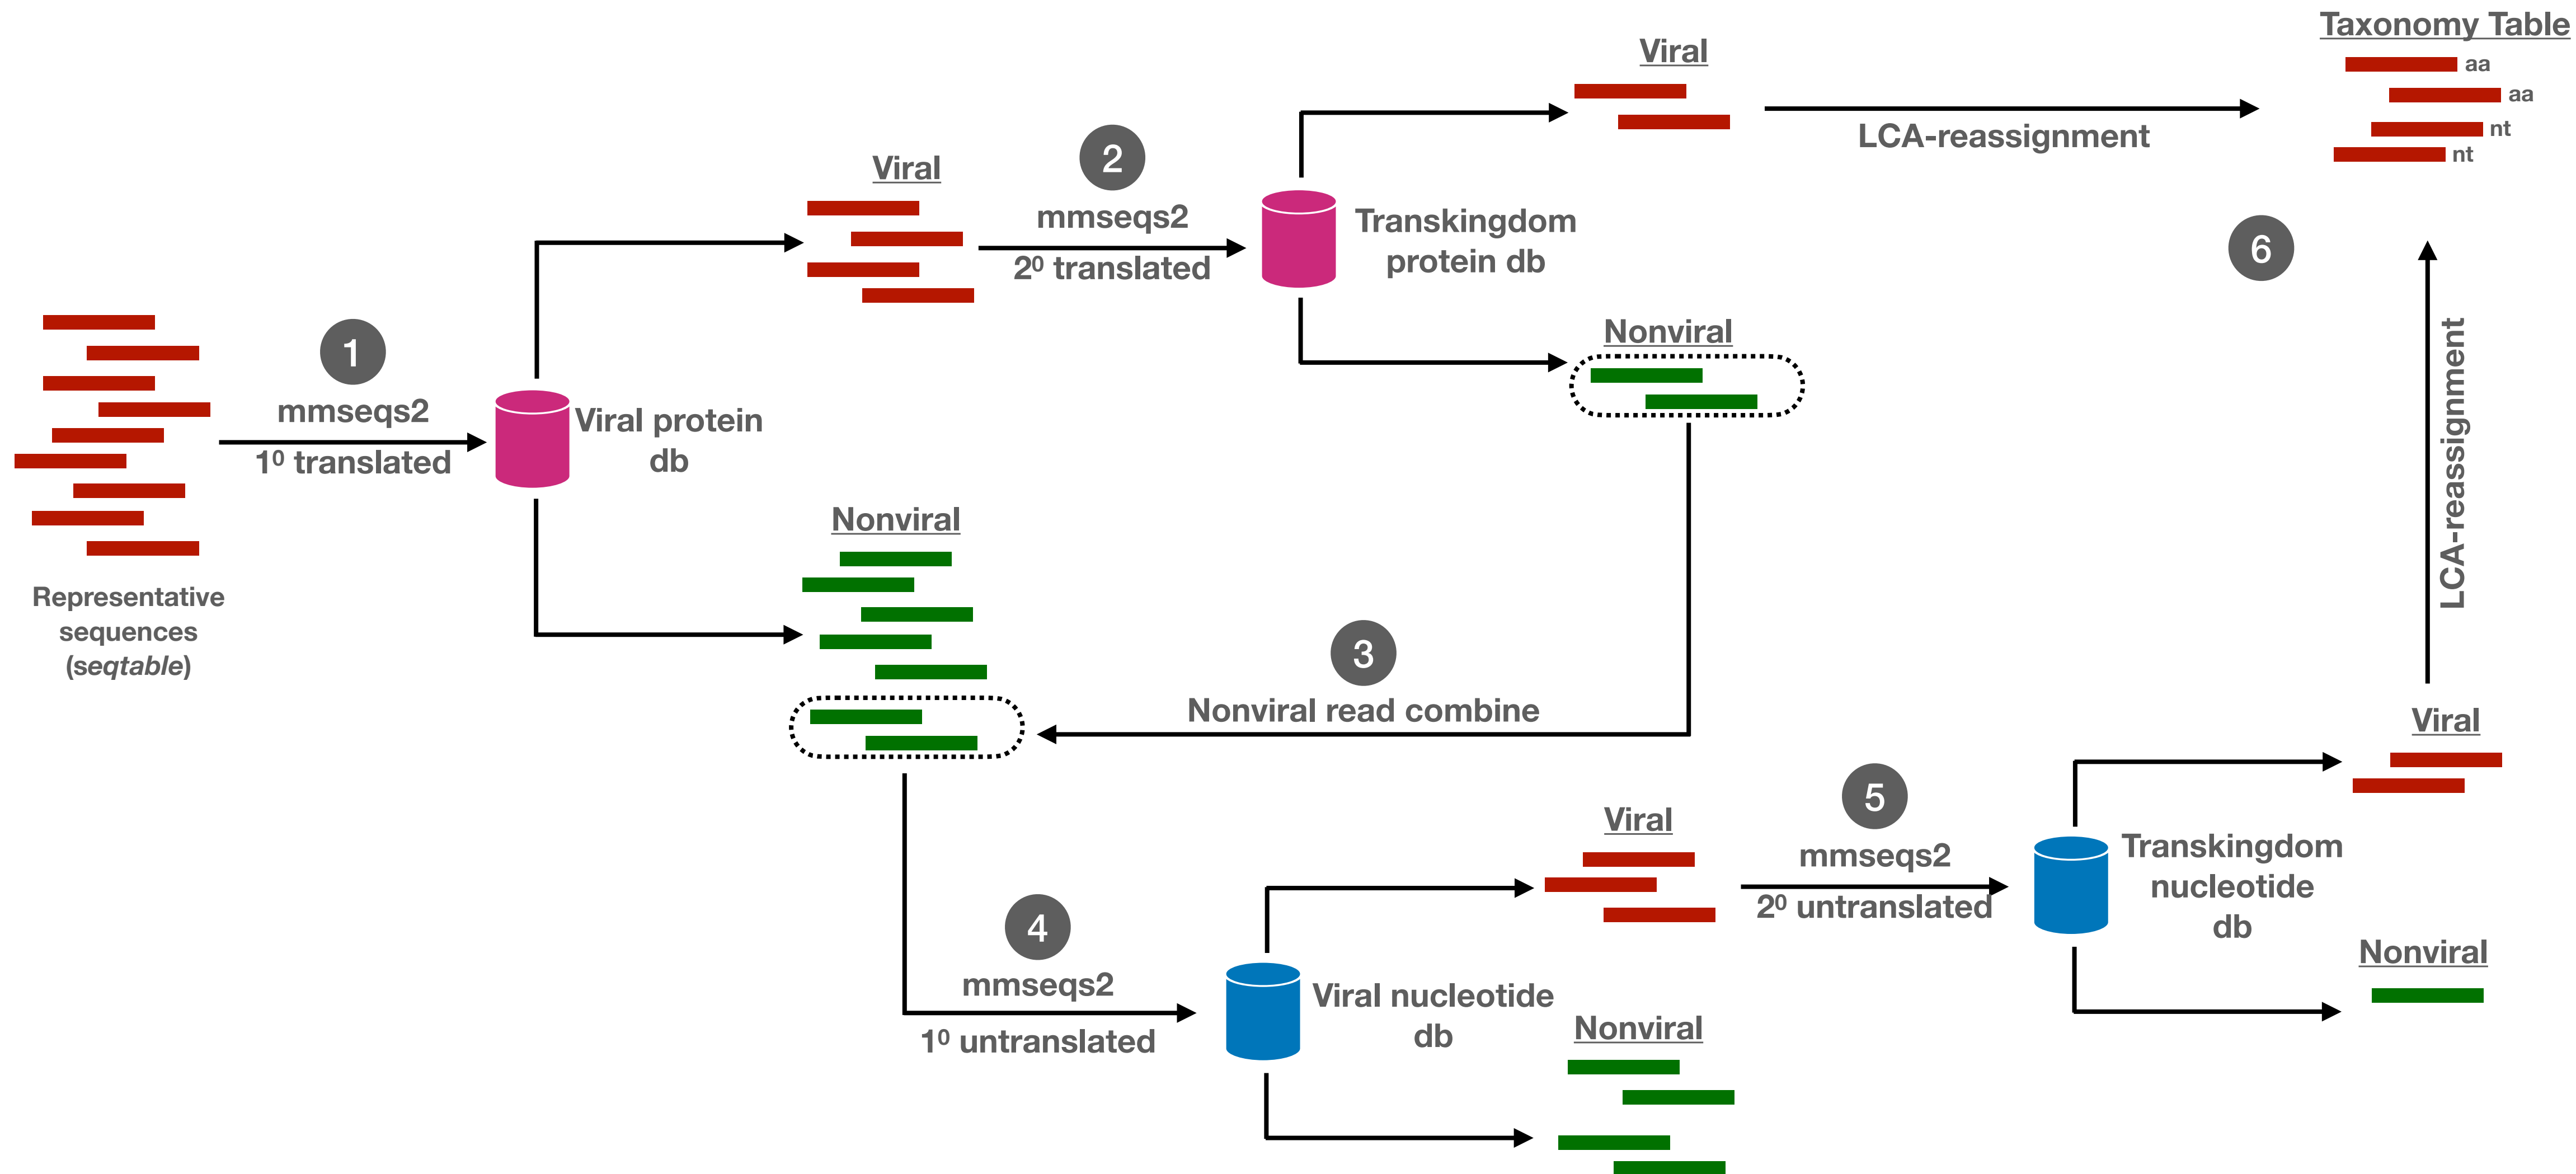 Taxonomy Table
aa
aa
nt
nt
Viral
LCA-reassignment
2
Viral
mmseqs2
2⁰ translated
Transkingdom
protein db
6
Nonviral
1
mmseqs2
1⁰ translated
Viral protein
db
LCA-reassignment
Nonviral
Representative
sequences
(seqtable)
3
Nonviral read combine
Viral
5
Viral
mmseqs2
2⁰ untranslated
Transkingdom
nucleotide
db
4
mmseqs2
1⁰ untranslated
Viral nucleotide
db
Nonviral
Nonviral